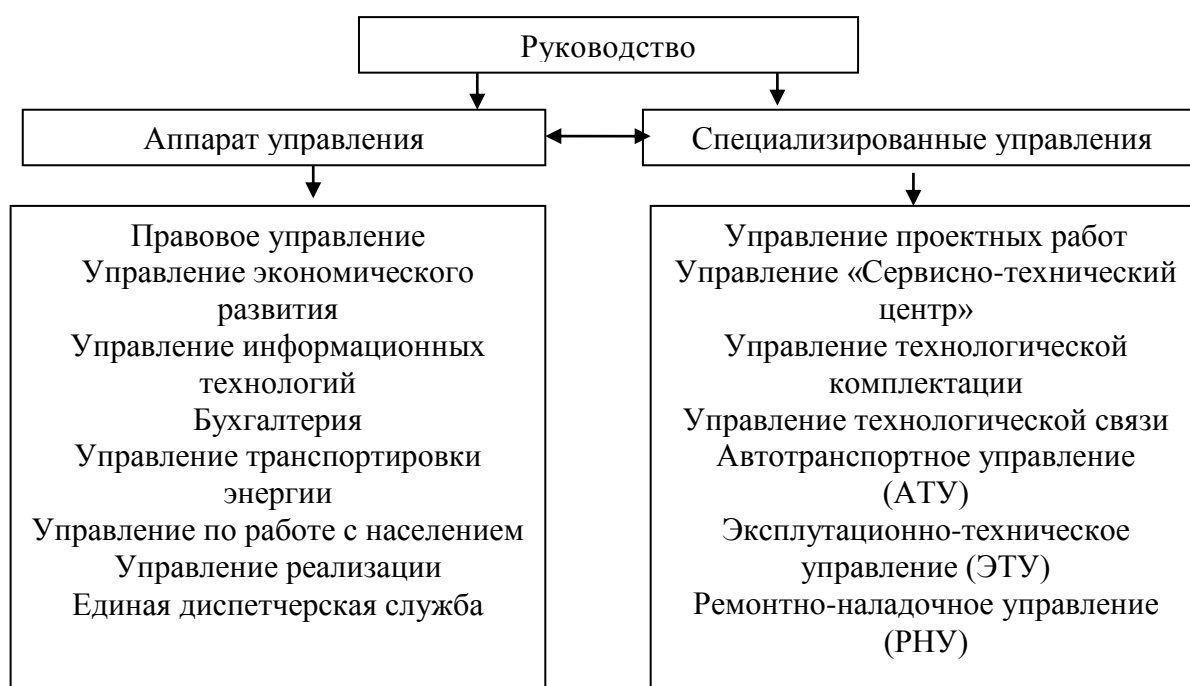 Руководство
Аппарат управления
Специализированные управления
Правовое управление
Управление экономического
развития
Управление информационных
технологий
Бухгалтерия
Управление транспортировки
энергии
Управление по работе с населением
Управление реализации
Единая диспетчерская служба
Управление проектных работ
Управление «Сервисно-технический
центр»
Управление технологической
комплектации
Управление технологической связи
Автотранспортное управление
(АТУ)
Эксплутационно-техническое
управление (ЭТУ)
Ремонтно-наладочное управление
(РНУ)